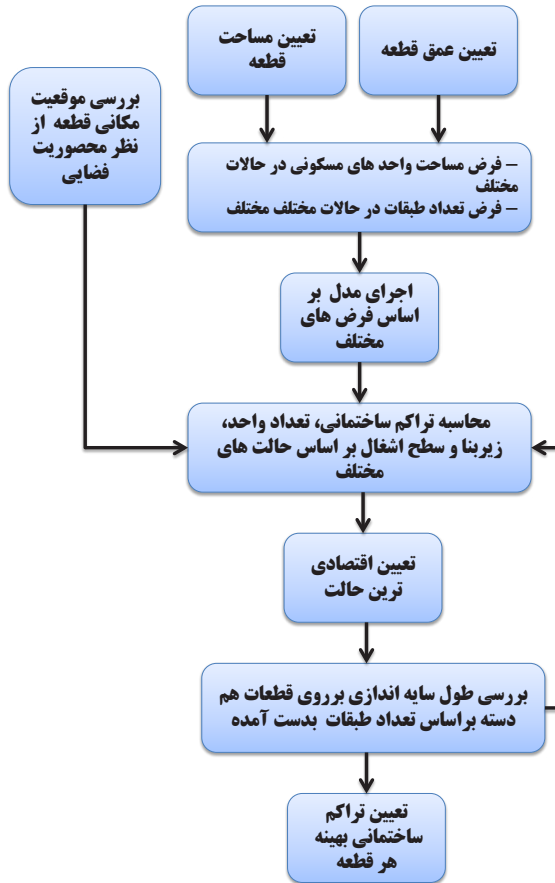 تعیین مساحت
قطعه
تعیین عمق قطعه
بررسی موقعیت
مکانی قطعه از
نظر محصوریت
فضایی
– فرض مساحت واحد های مسکونی در حالات
مختلف
– فرض تعداد طبقات در حالات مختلف مختلف
اجرای مدل بر
اساس فرض های
مختلف
محاسبه تراکم ساختمانی، تعداد واحد،
زیربنا و سطح اشغال بر اساس حالت های
مختلف
تعیین اقتصادی
ترین حالت
بررسی طول سایه اندازی برروی قطعات هم
دسته براساس تعداد طبقات بدست آمده
تعیین تراکم
ساختمانی بهینه
هر قطعه